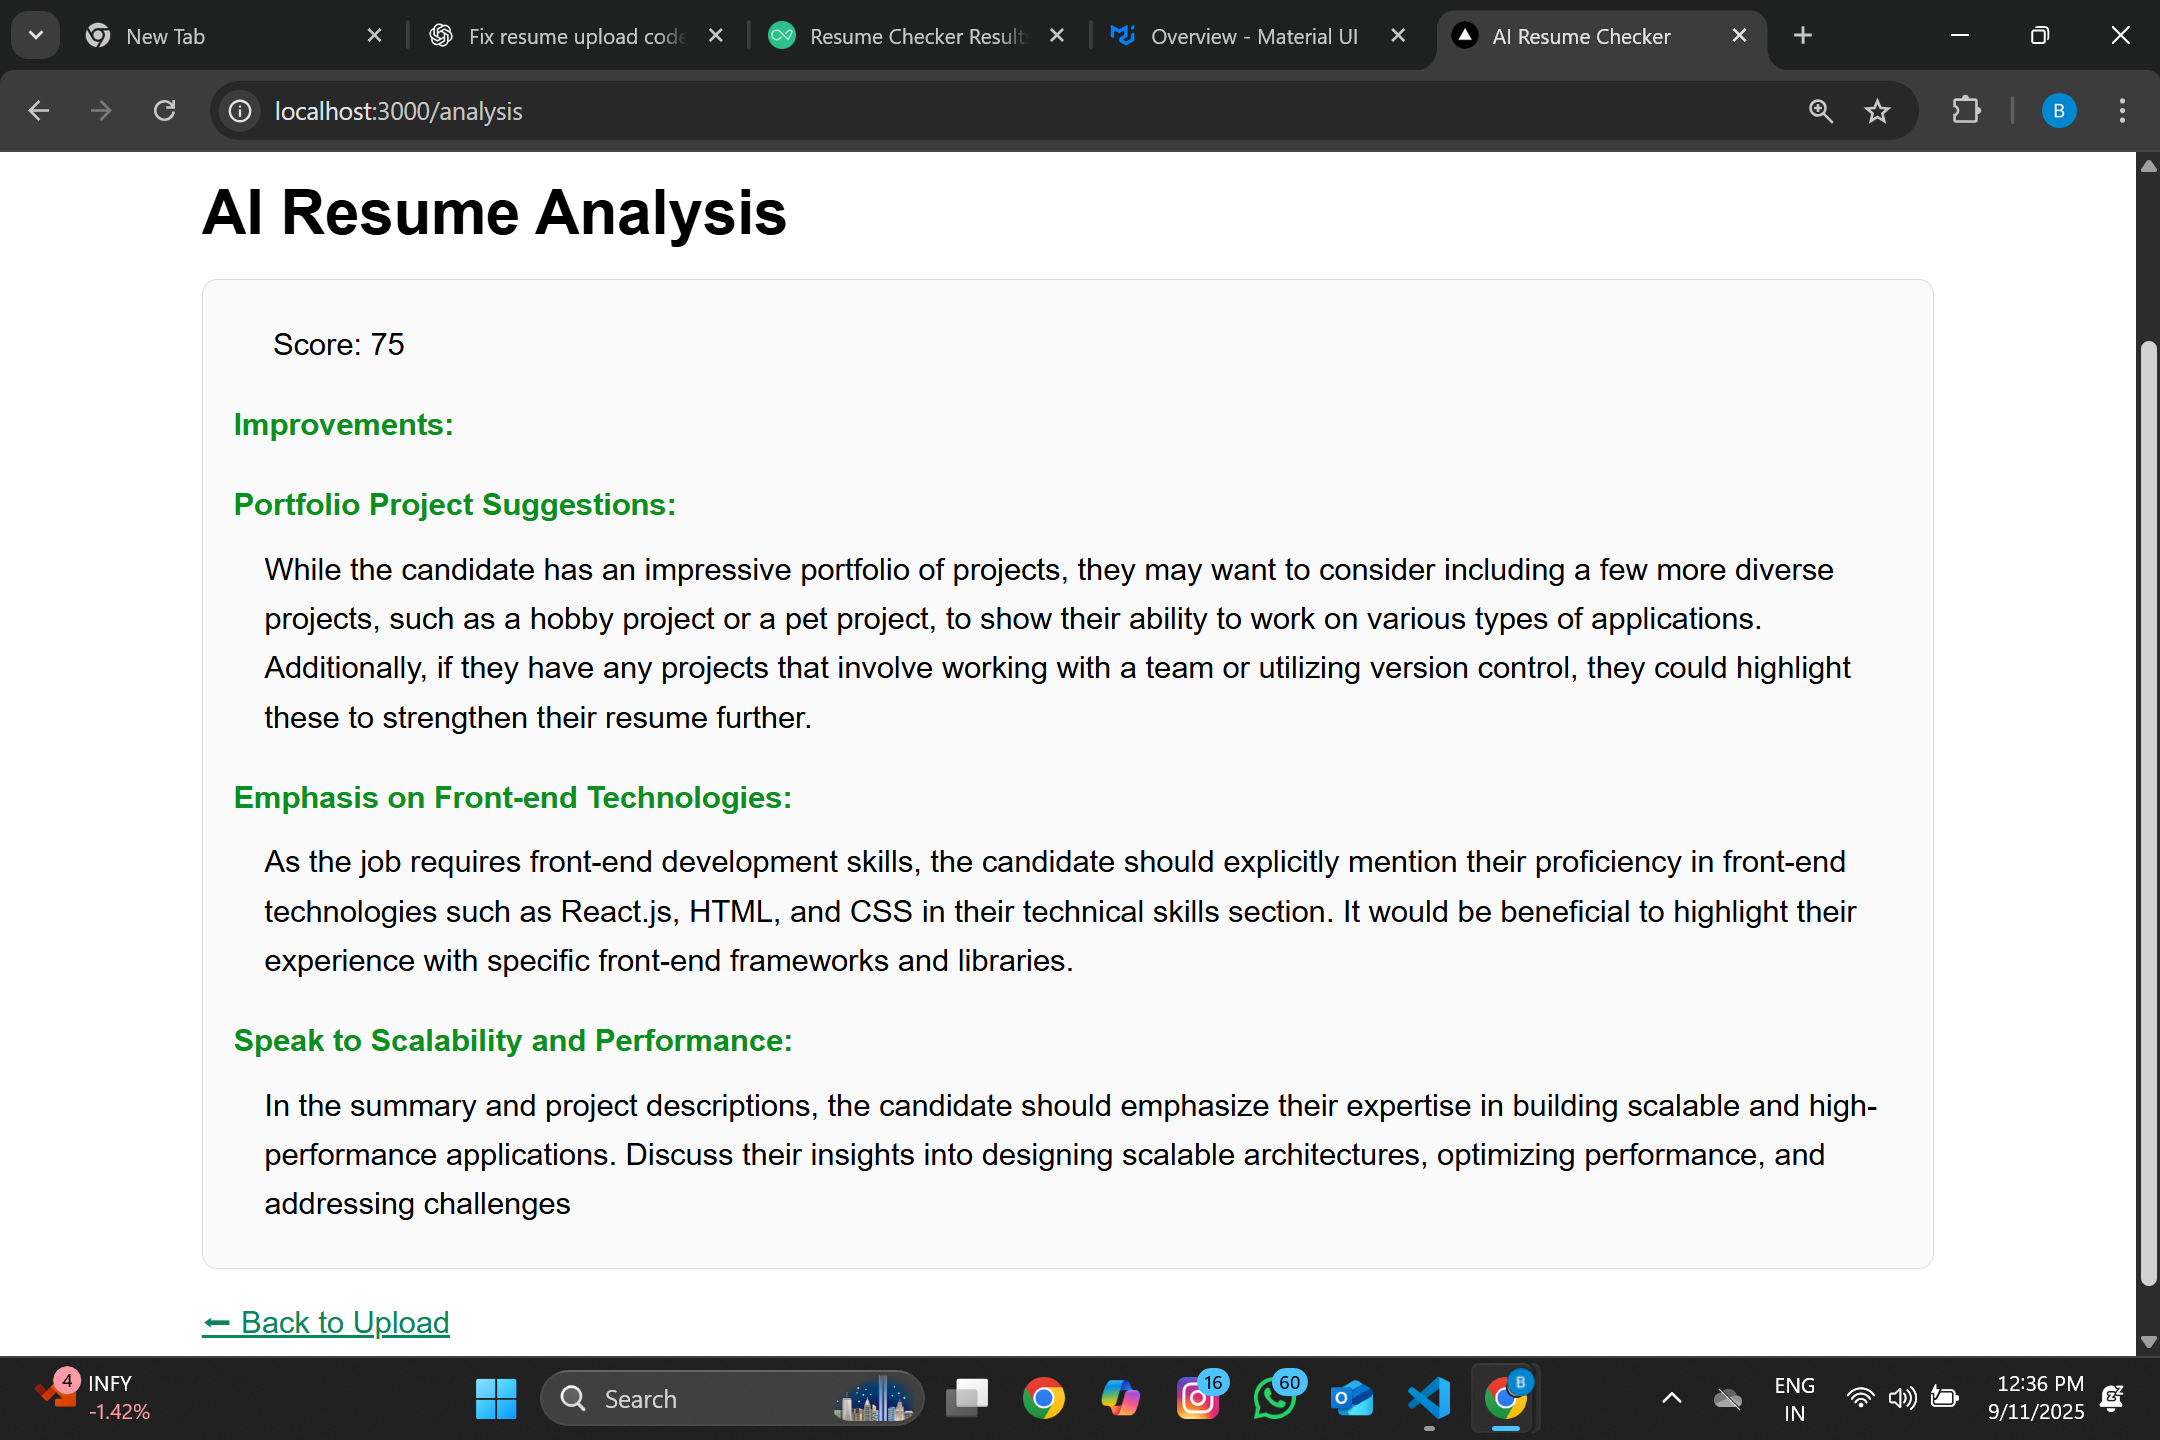 New Tab
Fix resume upload code
Resume Checker Results
Overview - Material UI
AI Resume Checker
localhost:3000/analysis
B
AI Resume Analysis
Score: 75
Improvements:
Portfolio Project Suggestions:
While the candidate has an impressive portfolio of projects, they may want to consider including a few more diverse
projects, such as a hobby project or a pet project, to show their ability to work on various types of applications.
Additionally, if they have any projects that involve working with a team or utilizing version control, they could highlight
these to strengthen their resume further.
Emphasis on Front-end Technologies:
As the job requires front-end development skills, the candidate should explicitly mention their proficiency in front-end
technologies such as React.js, HTML, and CSS in their technical skills section. It would be beneficial to highlight their
experience with specific front-end frameworks and libraries.
Speak to Scalability and Performance:
In the summary and project descriptions, the candidate should emphasize their expertise in building scalable and high-
performance applications. Discuss their insights into designing scalable architectures, optimizing performance, and
addressing challenges
← Back to Upload
4
INFY
-1.42%
Search
16
60
B
ENG
IN
12:36 PM
9/11/2025